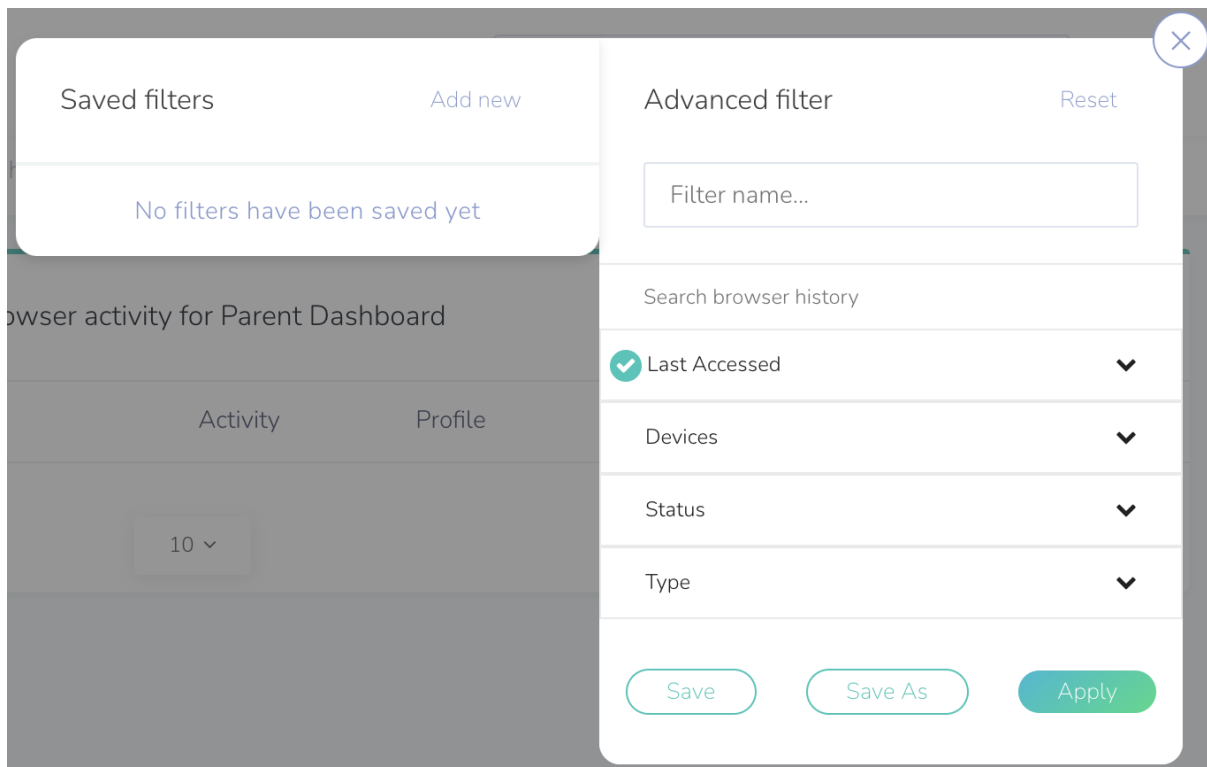 Saved filters
Add new
No filters have been saved yet
Advanced filter
Reset
Filter name...
Search browser history
Last Accessed
Devices
Status
Type
Save
Save As
Apply
activity for Parent Dashboard
Activity
Profile
10